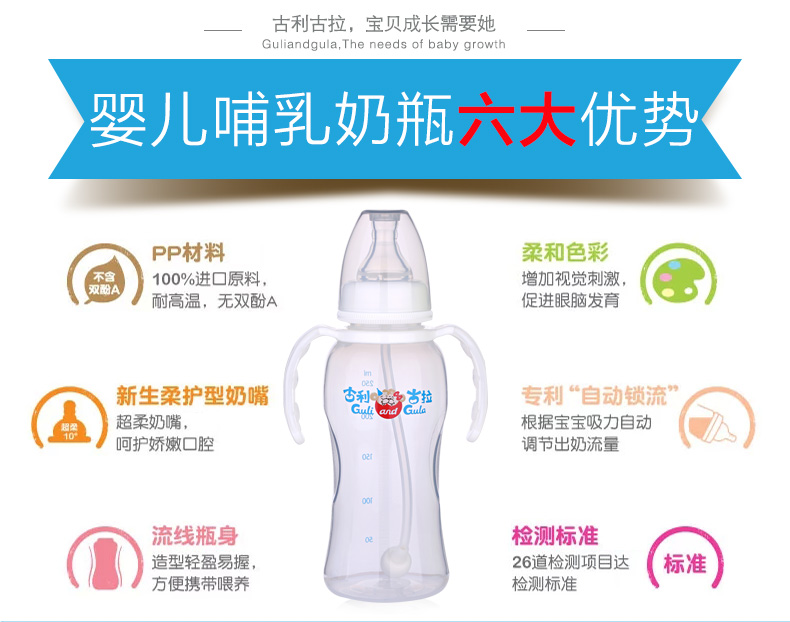 古利古拉，宝贝成长需要她
Guliandgula,The needs of baby growth
婴儿哺乳奶瓶六大优势
PP材料
100%进口原料，
耐高温，无双酚A
不含
双酚A
柔和色彩
增加视觉刺激，
促进眼脑发育
新生柔护型奶嘴
超柔奶嘴，
呵护娇嫩口腔
超柔
10°
专利“自动锁流”
根据宝宝吸力自动
调节出奶流量
流线瓶身
造型轻盈易握，
方便携带喂养
检测标准
26道检测项目达
检测标准
标准
ml
250
古利 古拉
Guli and Gula
200
150
100
50